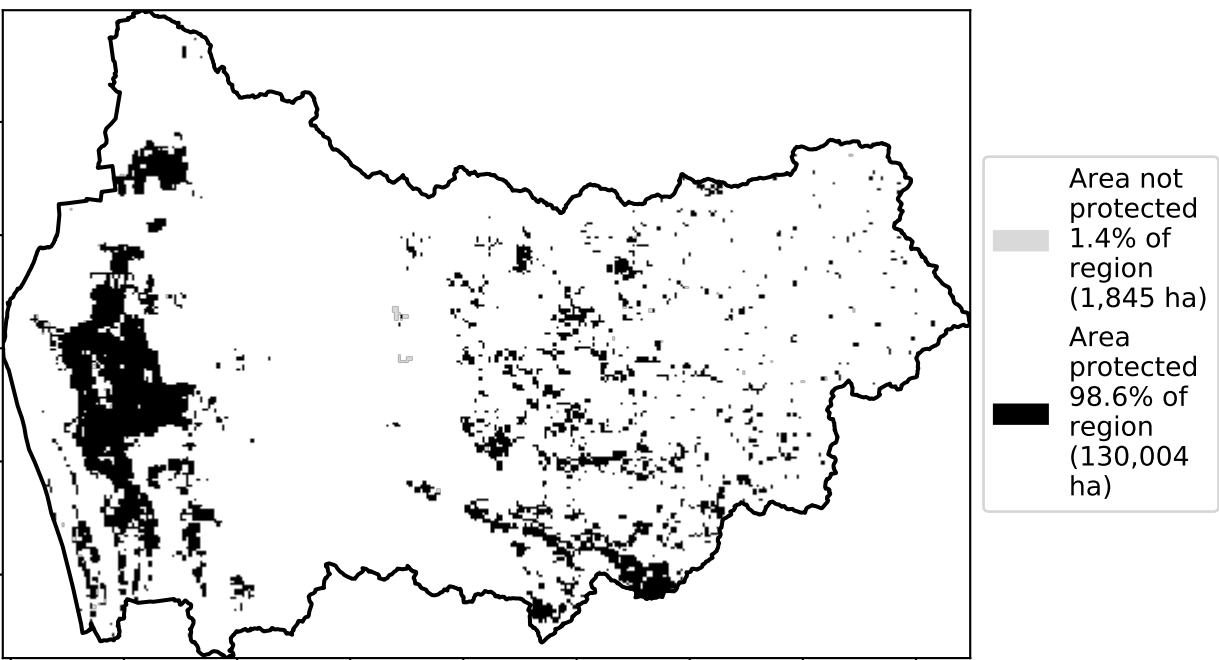 Area not
protected
1.4% of
region
(1,845 ha)
Area
protected
98.6% of
region
(130,004
ha)